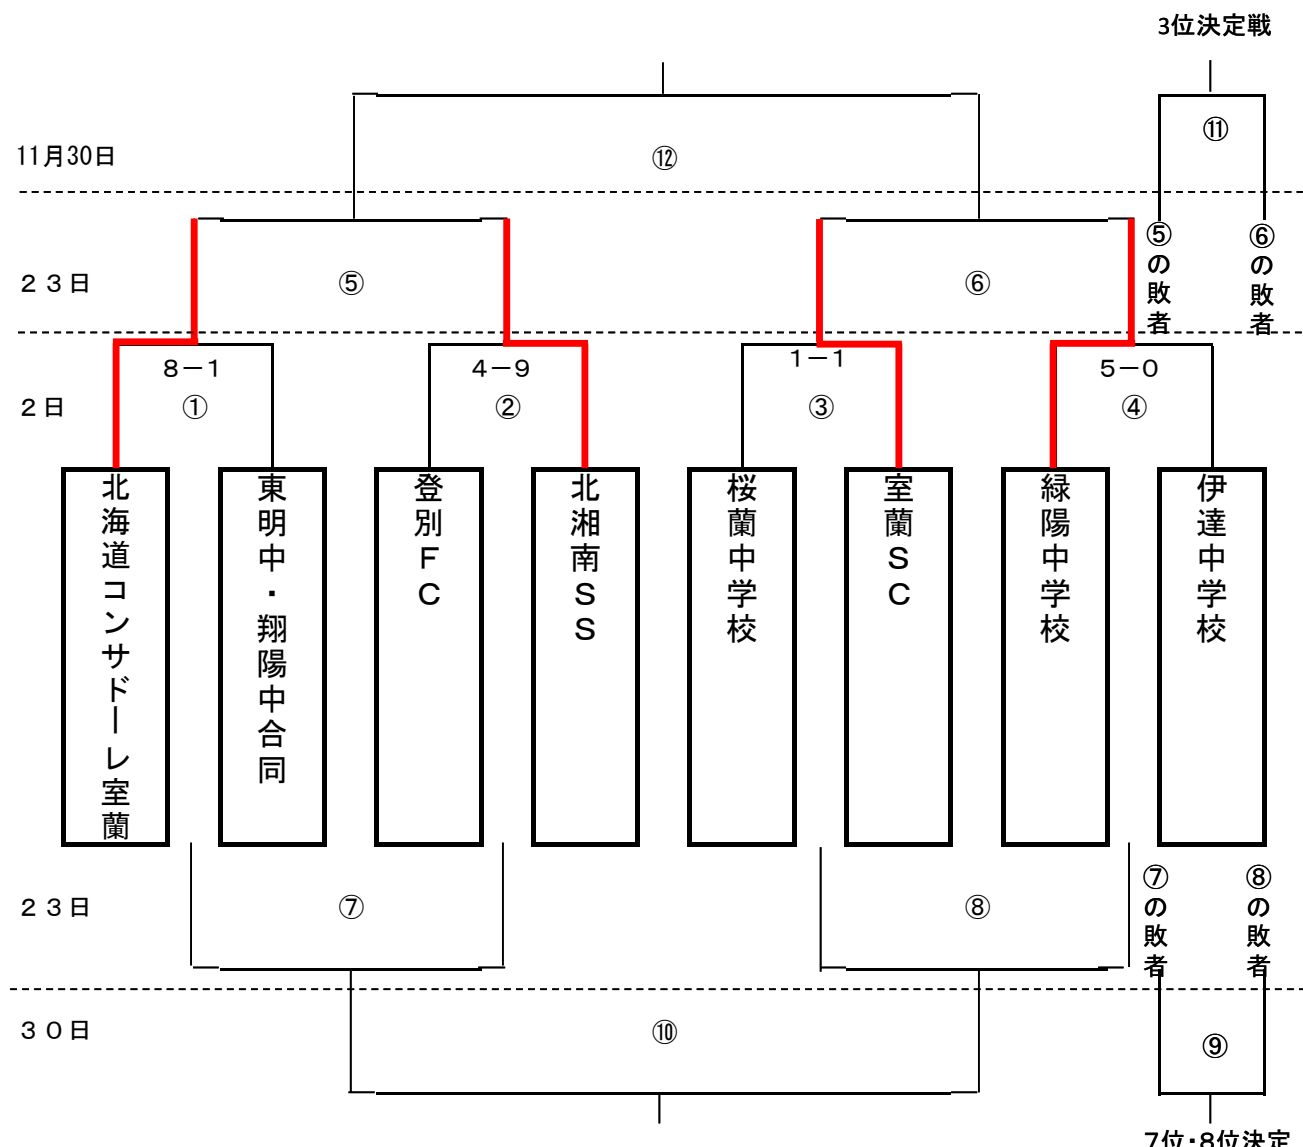 3位決定戦
11月30日
⑫
⑪
２３日
⑤
⑥
⑤の敗者
⑥の敗者
２日
８－１
①
４－９
②
１－１
③
５－０
④
北海道コンサドーレ室蘭
東明中・翔陽中合同
登別ＦＣ
北湘南ＳＳ
桜蘭中学校
室蘭ＳＣ
緑陽中学校
伊達中学校
２３日
⑦
⑧
⑦の敗者
⑧の敗者
３０日
⑩
⑨
7位・8位決定